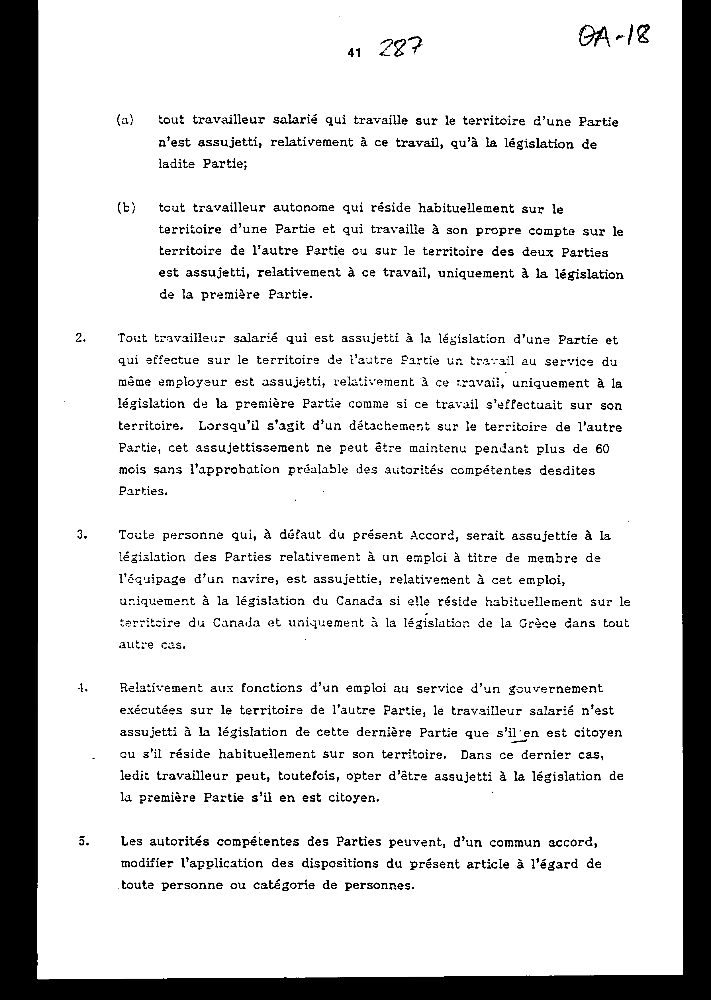 ΘA-18
41 287
(a) tout travailleur salarié qui travaille sur le territoire d'une Partie
n'est assujetti, relativement à ce travail, qu'à la législation de
ladite Partie;
(b) tout travailleur autonome qui réside habituellement sur le
territoire d'une Partie et qui travaille à son propre compte sur le
territoire de l'autre Partie ou sur le territoire des deux Parties
est assujetti, relativement à ce travail, uniquement à la législation
de la première Partie.
2. Tout travailleur salarié qui est assujetti à la législation d'une Partie et
qui effectue sur le territoire de l'autre Partie un travail au service du
même employeur est assujetti, relativement à ce travail, uniquement à la
législation de la première Partie comme si ce travail s'effectuait sur son
territoire. Lorsqu'il s'agit d'un détachement sur le territoire de l'autre
Partie, cet assujettissement ne peut être maintenu pendant plus de 60
mois sans l'approbation préalable des autorités compétentes desdites
Parties.
3. Toute personne qui, à défaut du présent Accord, serait assujettie à la
législation des Parties relativement à un emploi à titre de membre de
l'équipage d'un navire, est assujettie, relativement à cet emploi,
uniquement à la législation du Canada si elle réside habituellement sur le
territoire du Canada et uniquement à la législation de la Grèce dans tout
autre cas.
4. Relativement aux fonctions d'un emploi au service d'un gouvernement
exécutées sur le territoire de l'autre Partie, le travailleur salarié n'est
assujetti à la législation de cette dernière Partie que s'il en est citoyen
ou s'il réside habituellement sur son territoire. Dans ce dernier cas,
ledit travailleur peut, toutefois, opter d'être assujetti à la législation de
la première Partie s'il en est citoyen.
5. Les autorités compétentes des Parties peuvent, d'un commun accord,
modifier l'application des dispositions du présent article à l'égard de
toute personne ou catégorie de personnes.